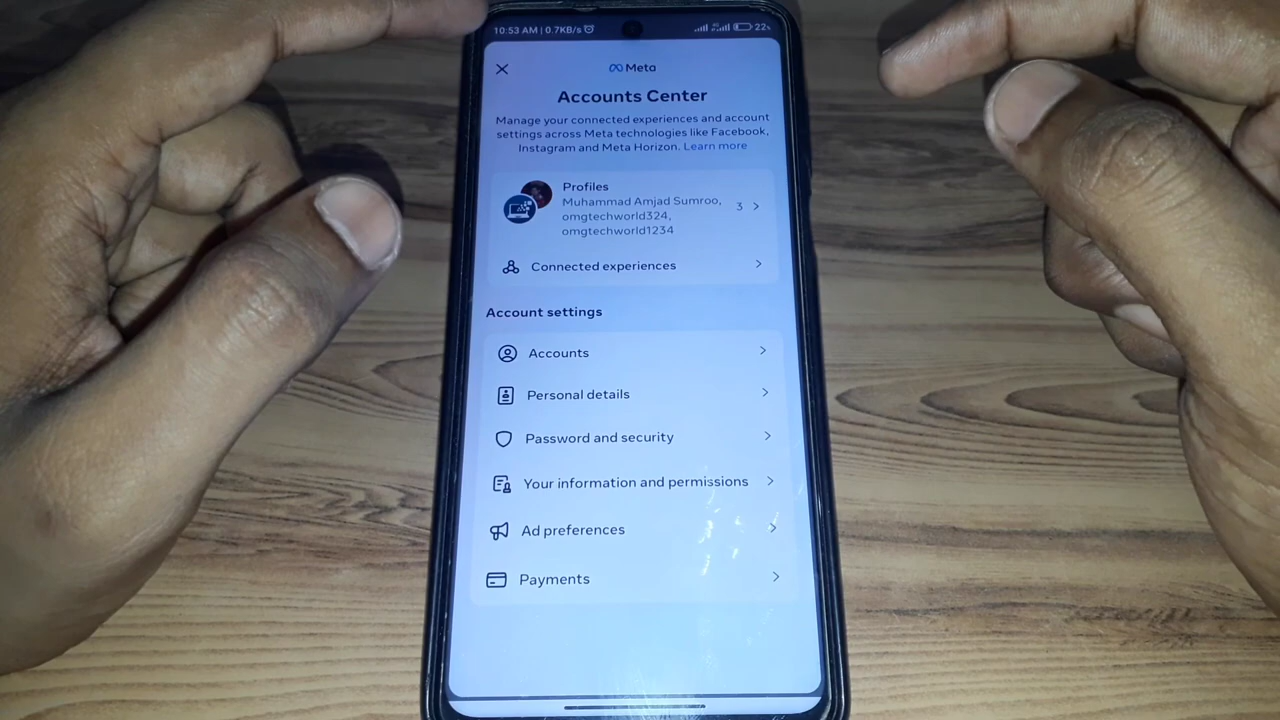 10:53 AM | 0.7KB/s
22%
Meta
Accounts Center
Manage your connected experiences and account
settings across Meta technologies like Facebook,
Instagram and Meta Horizon. Learn more
Profiles
Muhammad Amjad Sumroo,
omgtechworld324,
omgtechworld1234
3
Connected experiences
Account settings
Accounts
Personal details
Password and security
Your information and permissions
Ad preferences
Payments